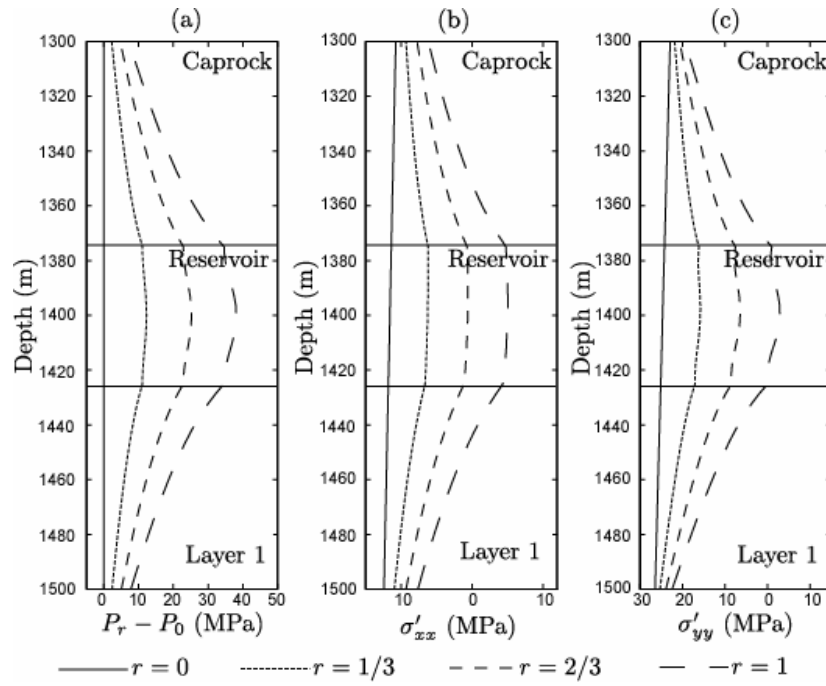 (a) (b) (c)
1300 1300 1300
Caprock Caprock Caprock
1320 1320 1320
1340 1340 1340
1360 1360 1360
1380 Reservoir 1380 Reservoir 1380 Reservoir
Depth (m) Depth (m) Depth (m)
1400 1400 1400
1420 1420 1420
1440 1440 1440
1460 1460 1460
1480 1480 1480
Layer 1 Layer 1 Layer 1
1500 1500 1500
0 10 20 30 40 50 10 0 10 30 20 10 0 10
P_r − P_0 (MPa) σ′_xx (MPa) σ′_yy (MPa)
r = 0 r = 1/3 r = 2/3 r = 1